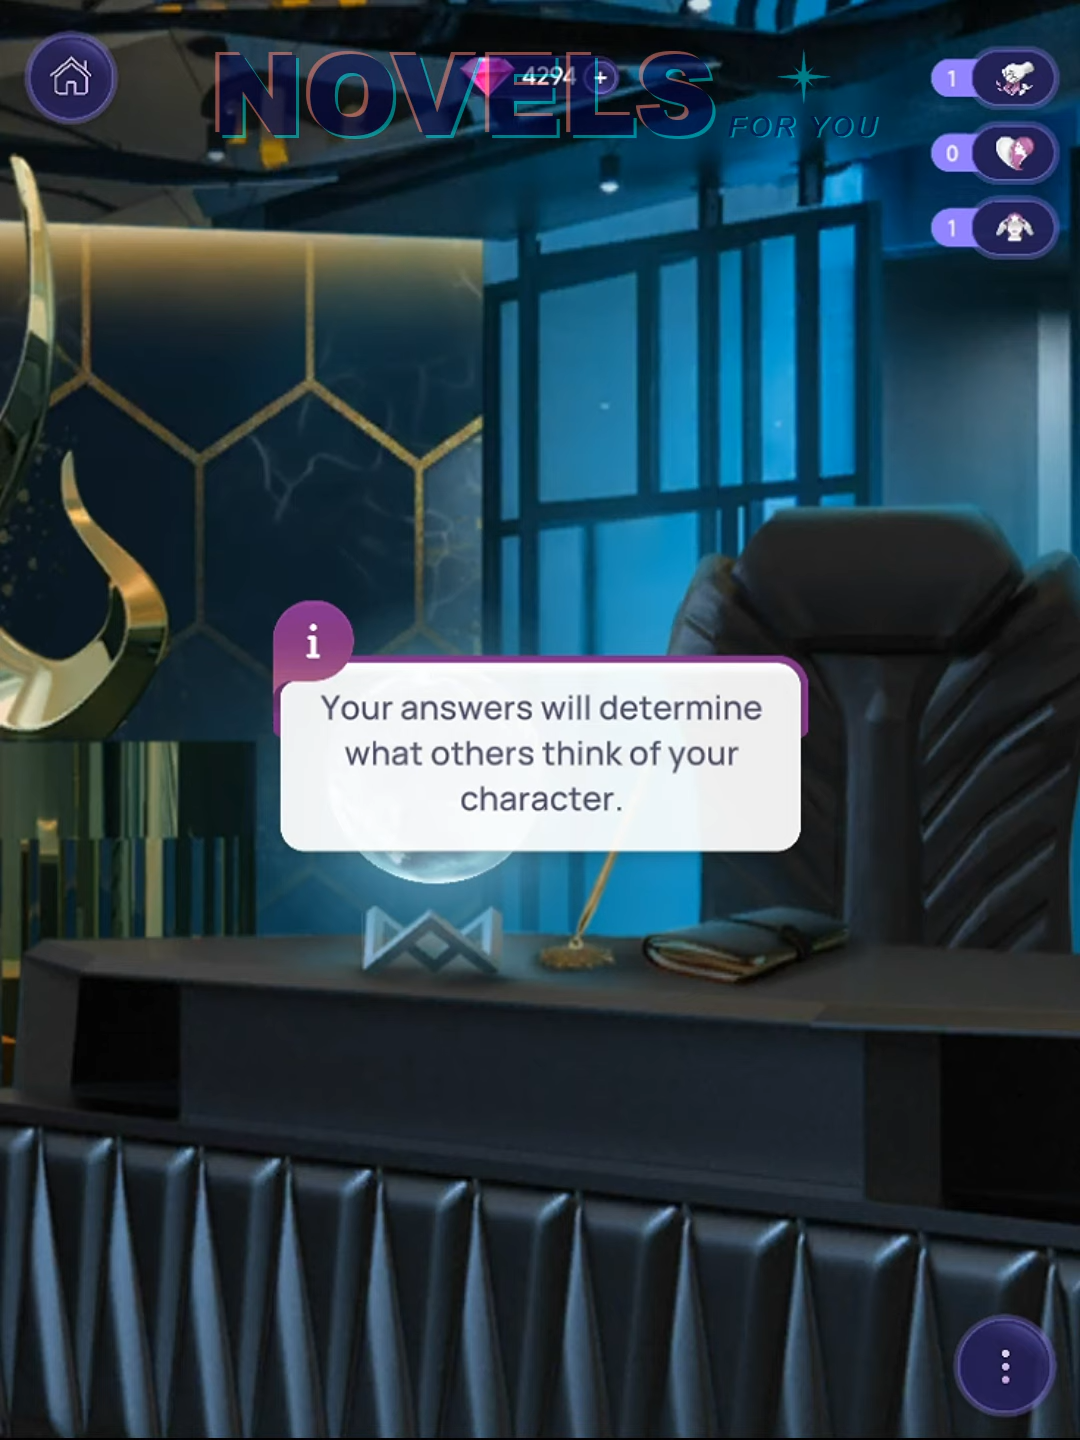 NOVELS
FOR YOU
4294 +
1
0
1
i
Your answers will determine
what others think of your
character.